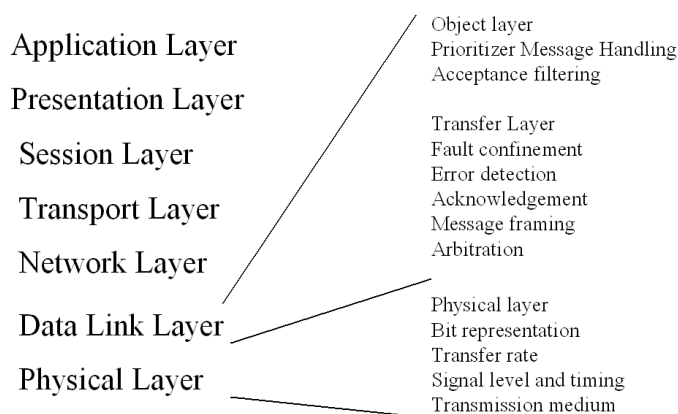 Application Layer
Presentation Layer
Session Layer
Transport Layer
Network Layer
Data Link Layer
Physical Layer
Object layer
Prioritizer Message Handling
Acceptance filtering
Transfer Layer
Fault confinement
Error detection
Acknowledgement
Message framing
Arbitration
Physical layer
Bit representation
Transfer rate
Signal level and timing
Transmission medium